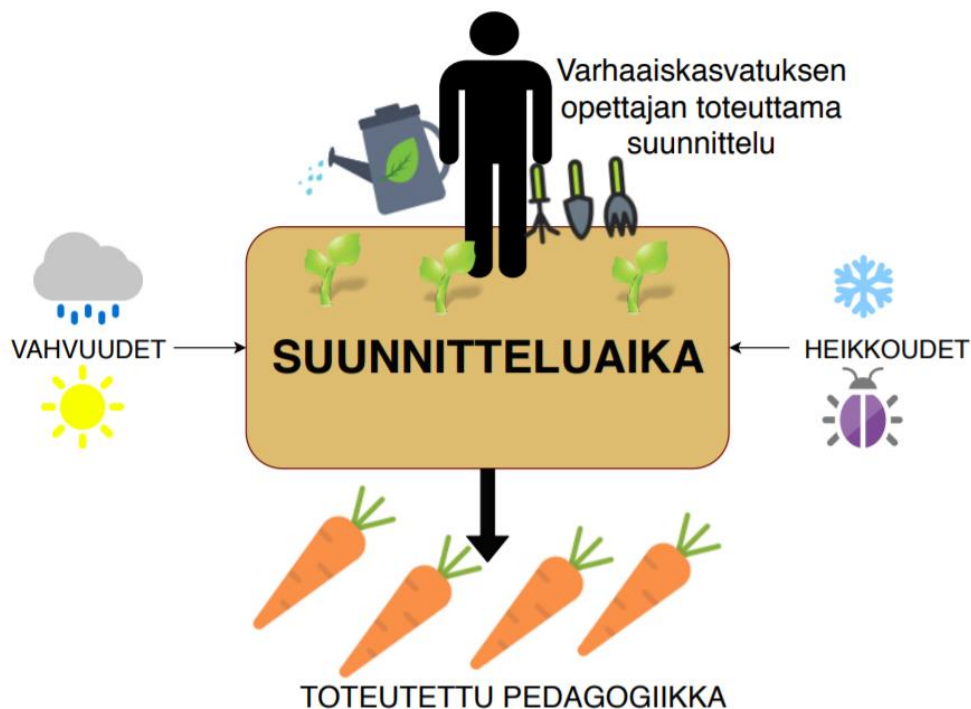 Varhaaiskasvatuksen
opettajan toteuttama
suunnittelu
VAHVUUDET
SUUNNITTELUAIKA
HEIKKOUDET
TOTEUTETTU PEDAGOGIIKKA